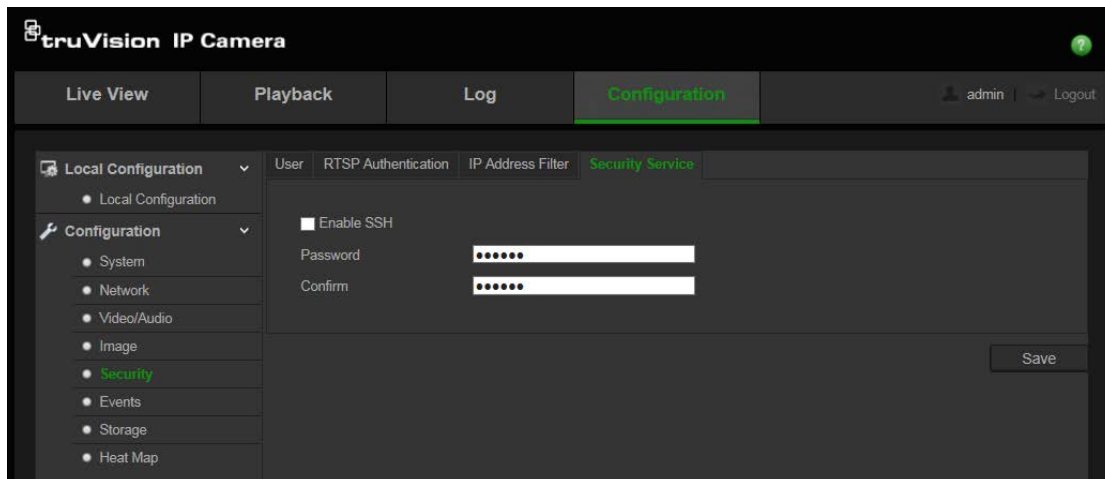 truVision IP Camera
?
Live View Playback Log Configuration admin | Logout
Local Configuration
Local Configuration
Configuration
System
Network
Video/Audio
Image
Security
Events
Storage
Heat Map
User RTSP Authentication IP Address Filter Security Service
Enable SSH
Password ••••••
Confirm ••••••
Save